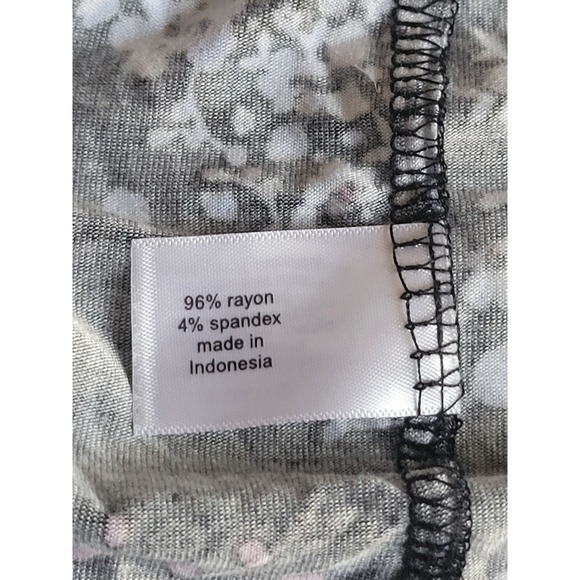 96% rayon
4% spandex
made in
Indonesia